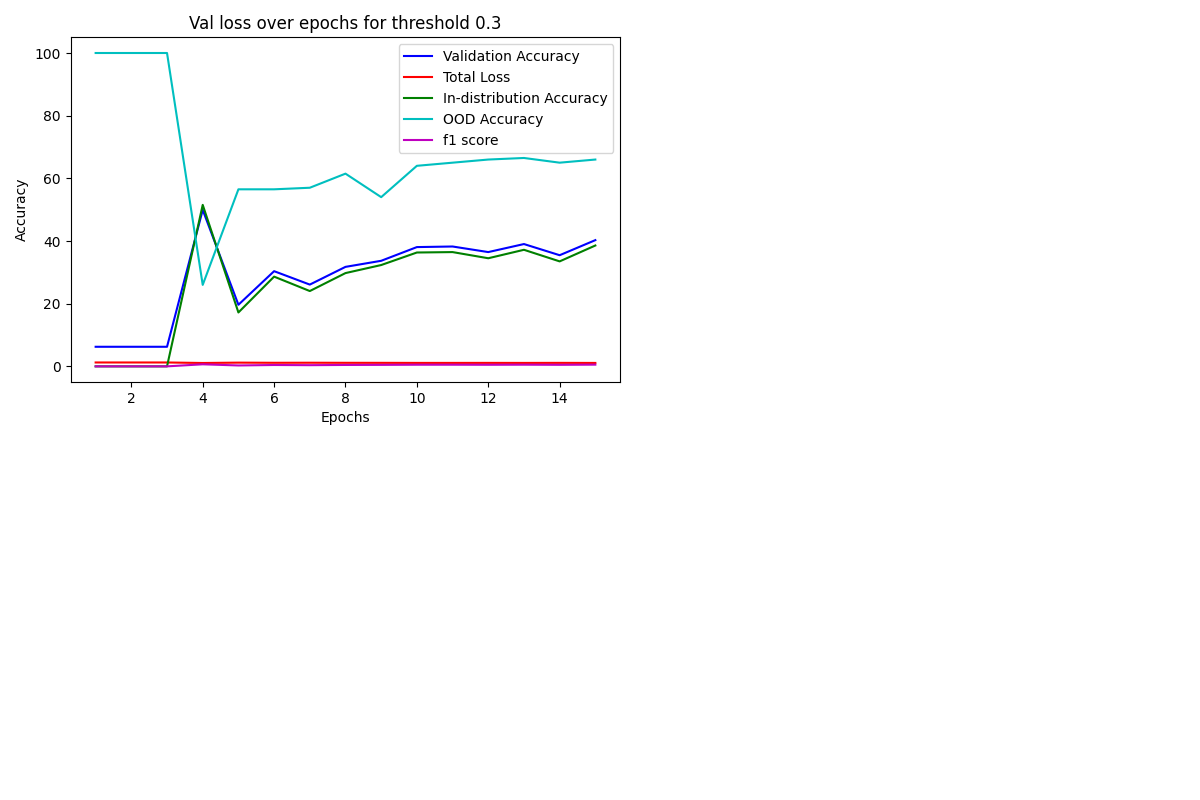 Val loss over epochs for threshold 0.3
Validation Accuracy
Total Loss
In-distribution Accuracy
OOD Accuracy
f1 score
100
80
60
40
20
0
Accuracy
2 4 6 8 10 12 14
Epochs